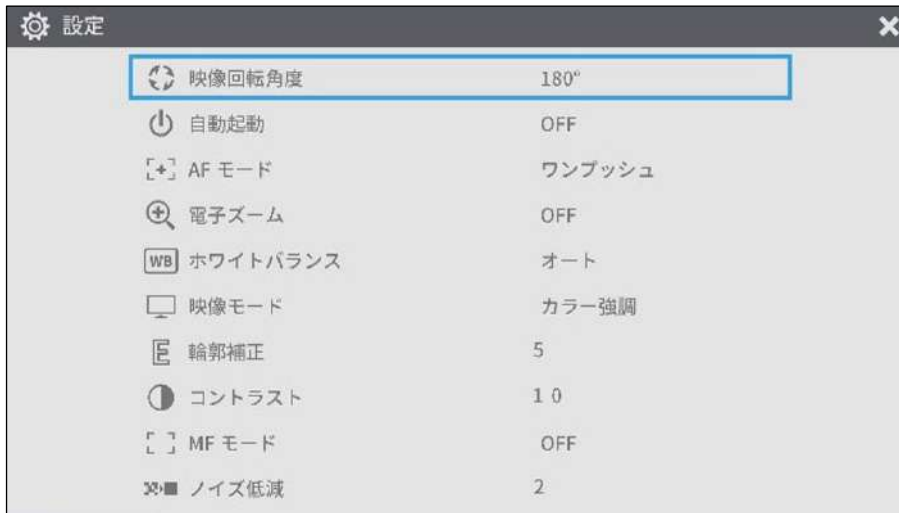 設定
映像回転角度 180°
自動起動 OFF
AF モード ワンプッシュ
電子ズーム OFF
WB ホワイトバランス オート
映像モード カラー強調
輪郭補正 5
コントラスト 10
MF モード OFF
ノイズ低減 2